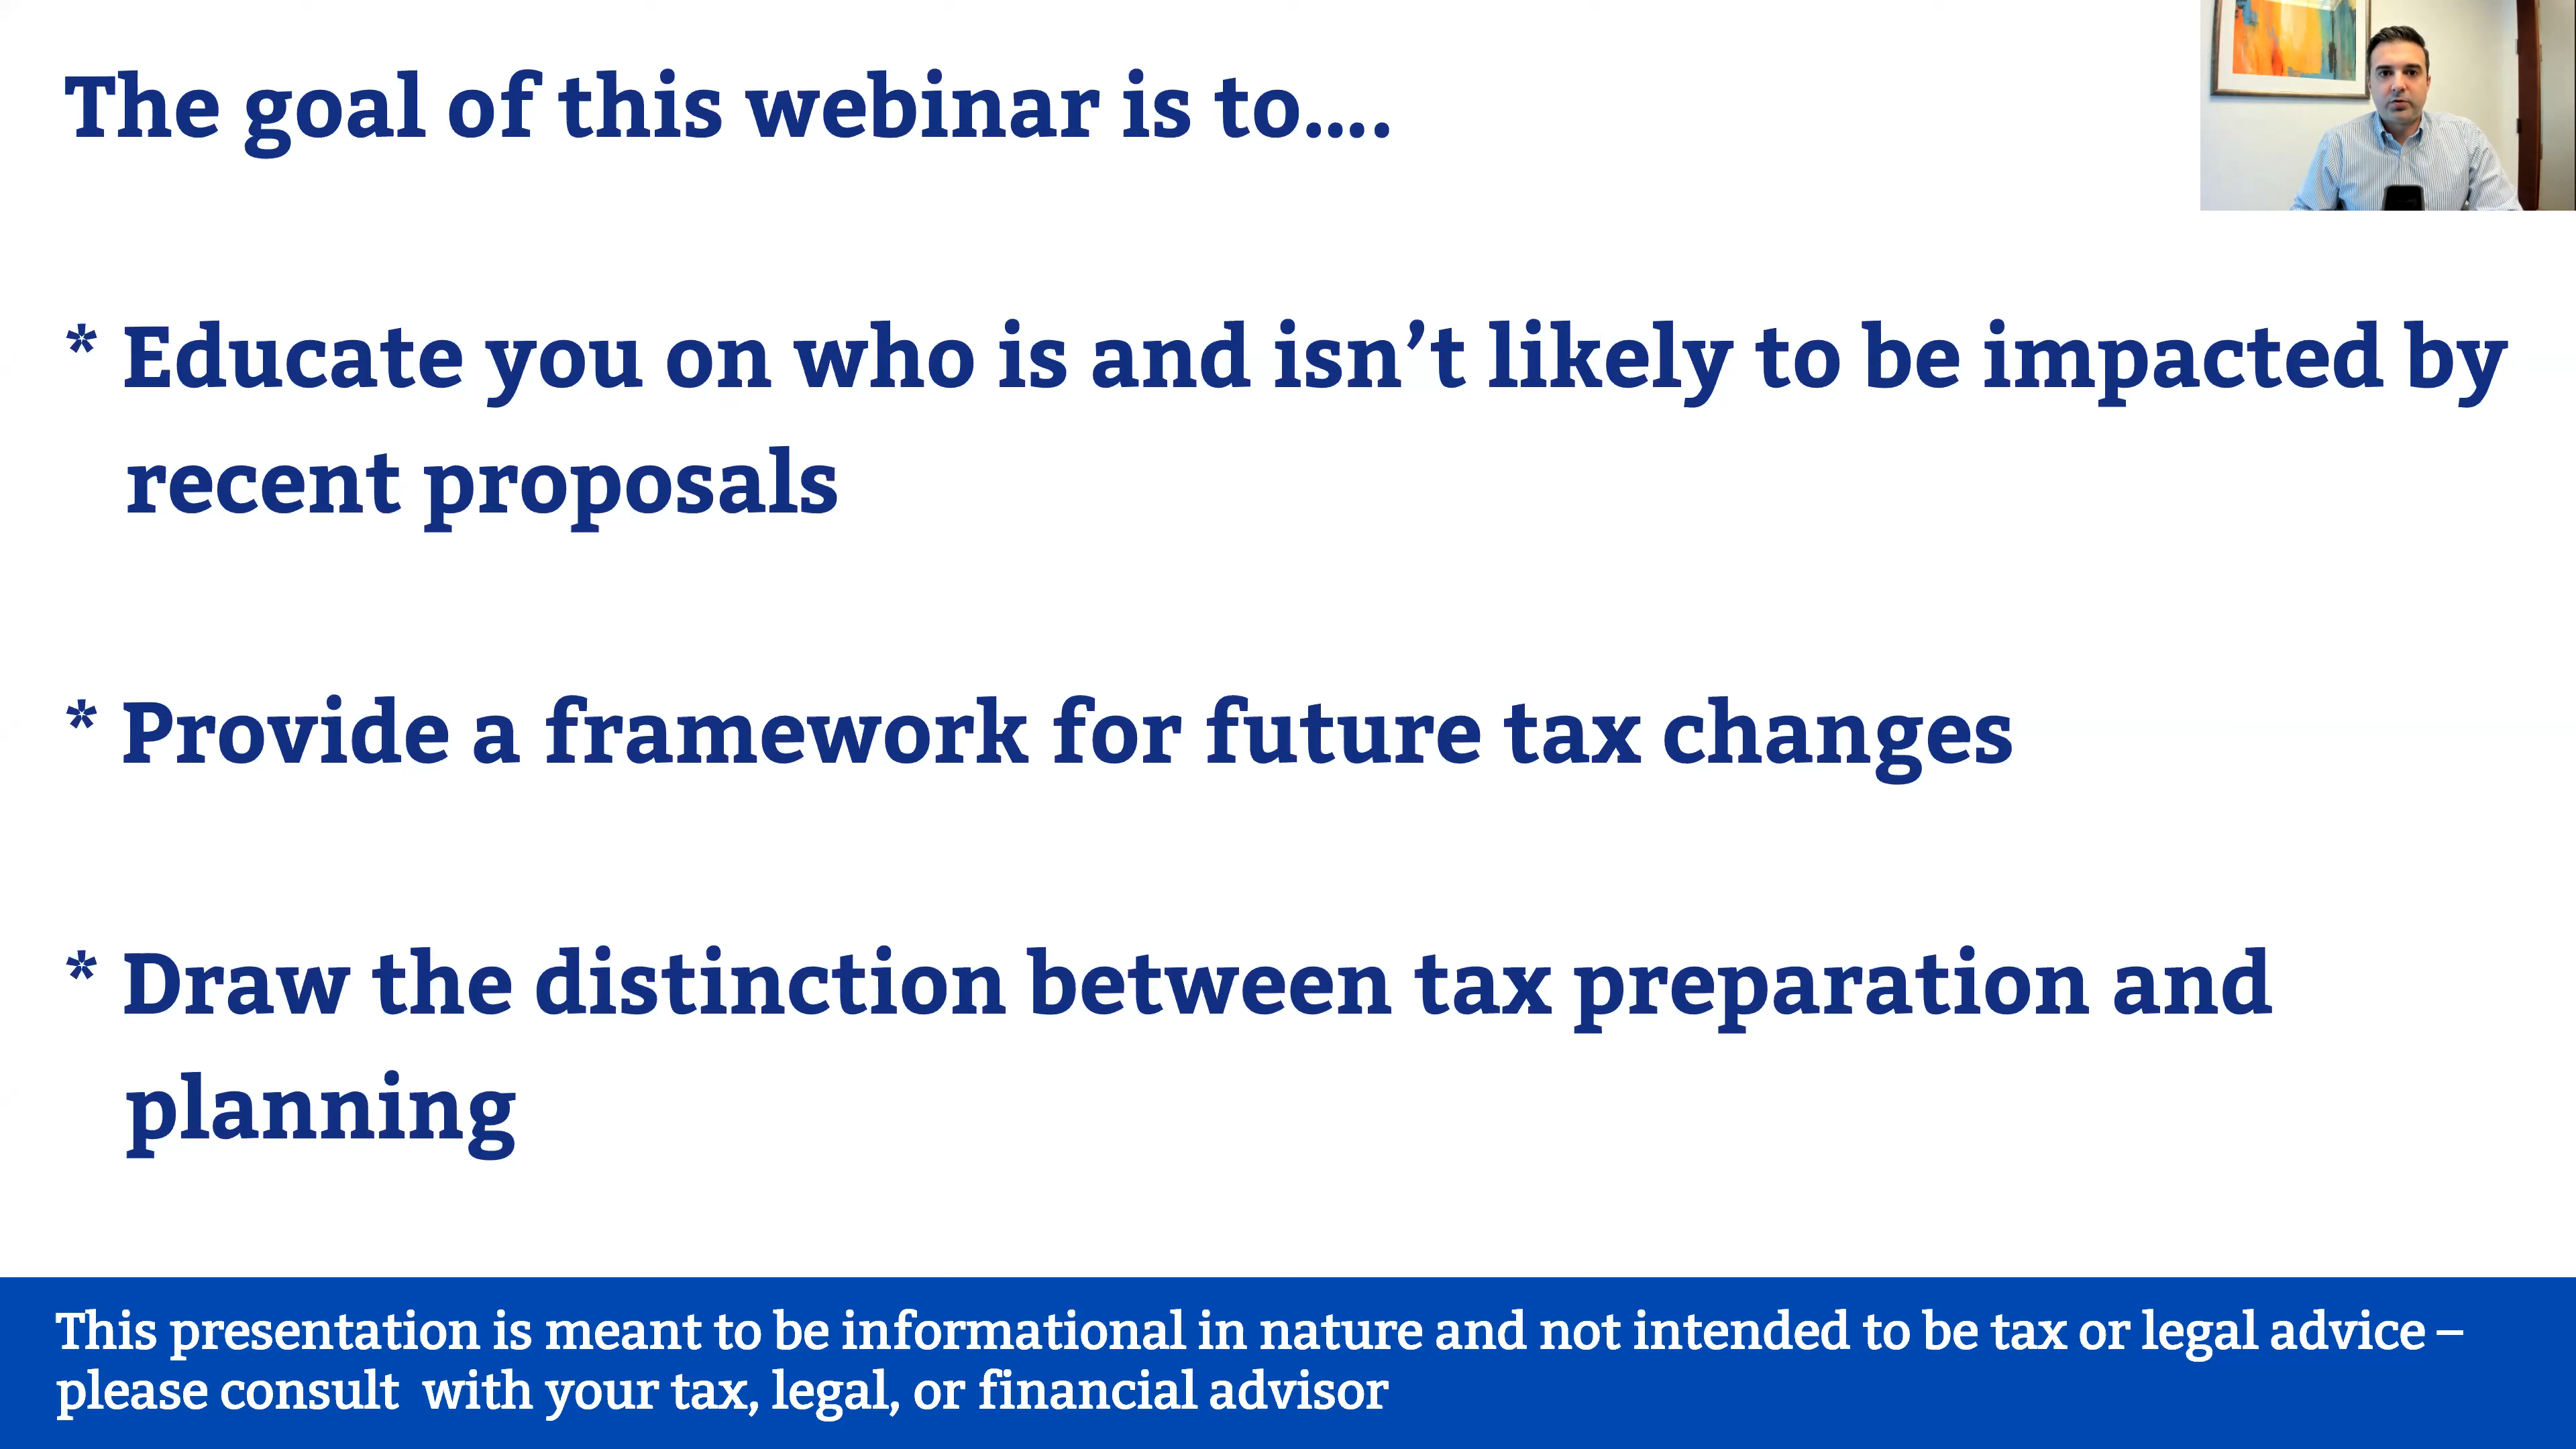 The goal of this webinar is to....
* Educate you on who is and isn’t likely to be impacted by
recent proposals
* Provide a framework for future tax changes
* Draw the distinction between tax preparation and
planning
This presentation is meant to be informational in nature and not intended to be tax or legal advice –
please consult  with your tax, legal, or financial advisor